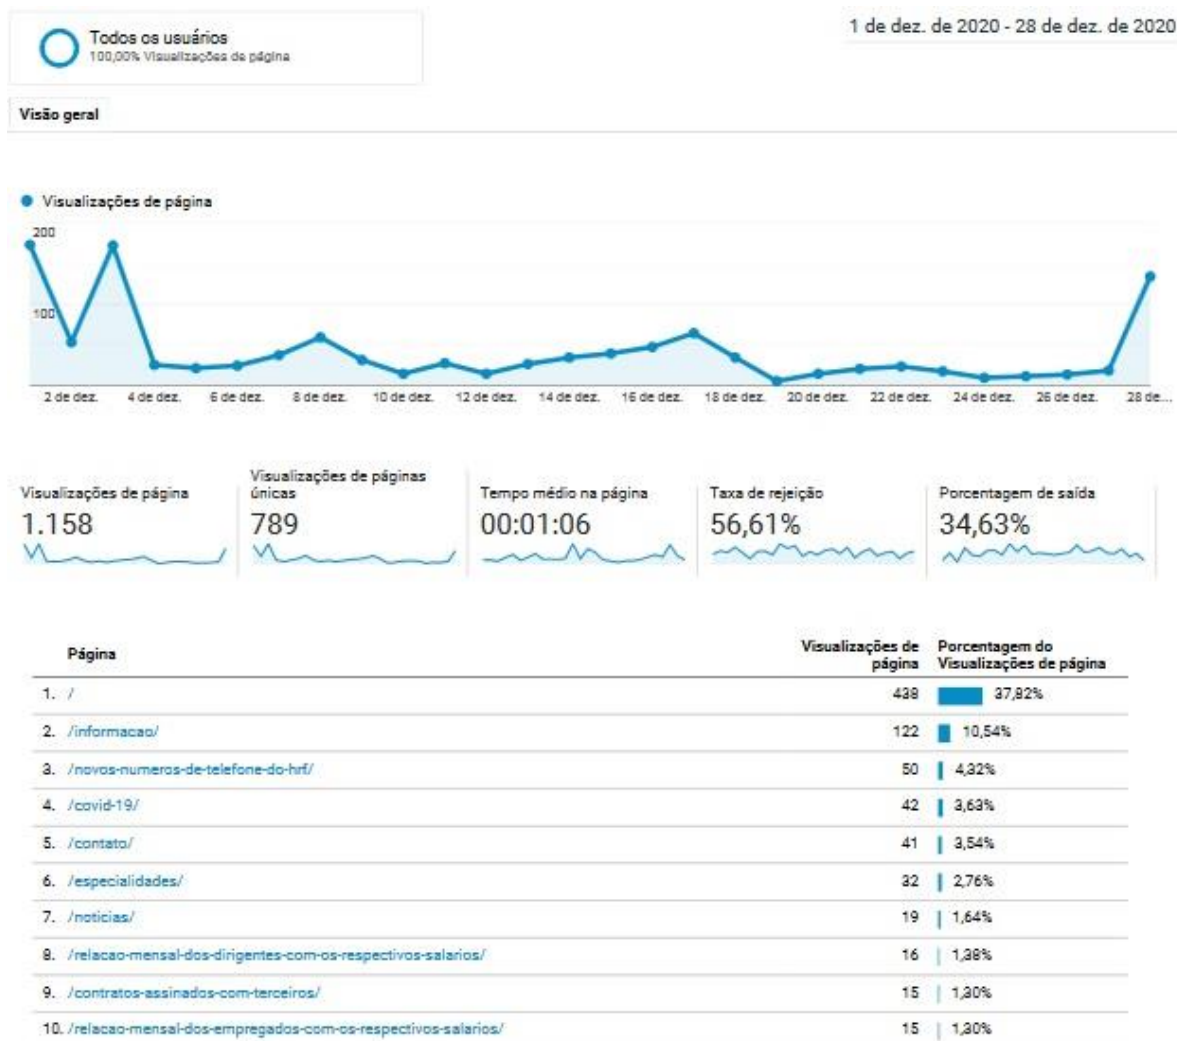 Todos os usuários
100,00% Visualizações de página
1 de dez. de 2020 - 28 de dez. de 2020
Visão geral
Visualizações de página
200
100
2 de dez. 4 de dez. 6 de dez. 8 de dez. 10 de dez. 12 de dez. 14 de dez. 16 de dez. 18 de dez. 20 de dez. 22 de dez. 24 de dez. 26 de dez. 28 de...
Visualizações de página
1.158
Visualizações de páginas
únicas
789
Tempo médio na página
00:01:06
Taxa de rejeição
56,61%
Porcentagem de saída
34,63%
Página Visualizações de página Porcentagem do Visualizações de página
1. / 438 37,82%
2. /informacao/ 122 10,54%
3. /novos-numeros-de-telefone-do-hrf/ 50 4,32%
4. /covid-19/ 42 3,63%
5. /contato/ 41 3,54%
6. /especialidades/ 32 2,76%
7. /noticias/ 19 1,64%
8. /relacao-mensal-dos-dirigentes-com-os-respectivos-salarios/ 16 1,38%
9. /contratos-assinados-com-terceiros/ 15 1,30%
10. /relacao-mensal-dos-empregados-com-os-respectivos-salarios/ 15 1,30%